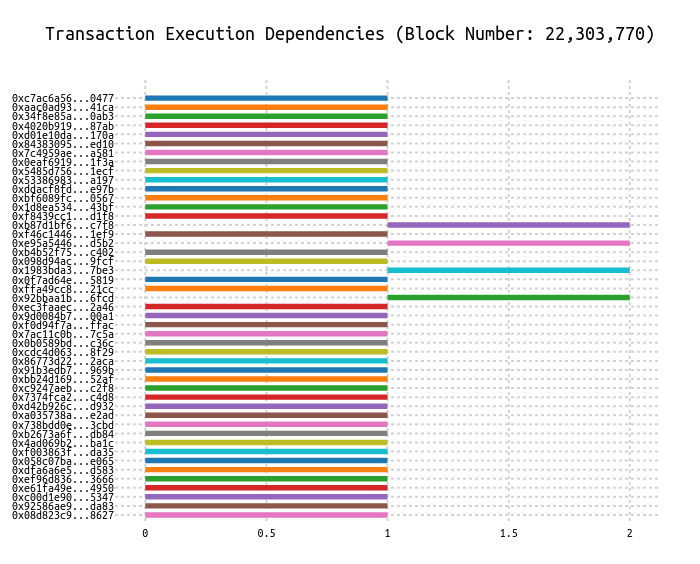 Transaction Execution Dependencies (Block Number: 22,303,770)
0xc7ac6a56...0477
0xaac0ad93...41ca
0x34f8e85a...0ab3
0x4020b919...87ab
0xd01e10da...170a
0x84383095...ed10
0x7c4959ae...a581
0x0eaf6919...1f3a
0x5485d756...1ecf
0x53386983...a197
0xddacf8fd...e97b
0xbf6089fc...0567
0x1d8ea534...43bf
0xf8439cc1...d1f8
0xb87d1bf6...c7f8
0xf46c1446...1ef9
0xe95a5446...d5b2
0xb4b52f75...c402
0x098d94ac...9fcf
0x1983bda3...7be3
0x0f7ad64e...5819
0xffa49cc8...21cc
0x92bbaa1b...6fcd
0xec3faaec...2a46
0x9d0084b7...00a1
0xf0d94f7a...ffac
0x7ac11c0b...7c5a
0x0b0589bd...c36c
0xcdc4d063...8f29
0x86773d22...2aca
0x91b3edb7...969b
0xbb24d169...52af
0xc9247aeb...c2f8
0x7374fca2...c4d8
0xd42b926c...d932
0xa035738a...e2ad
0x738bdd0e...3cbd
0xb2673a6f...db84
0x4ad069b2...ba1c
0xf003863f...da35
0x058c07ba...e065
0xdfa6a6e5...d583
0xef96d836...3666
0xe61fa49e...4950
0xc00d1e90...5347
0x92586ae9...da83
0x08d823c9...8627
0 0.5 1 1.5 2